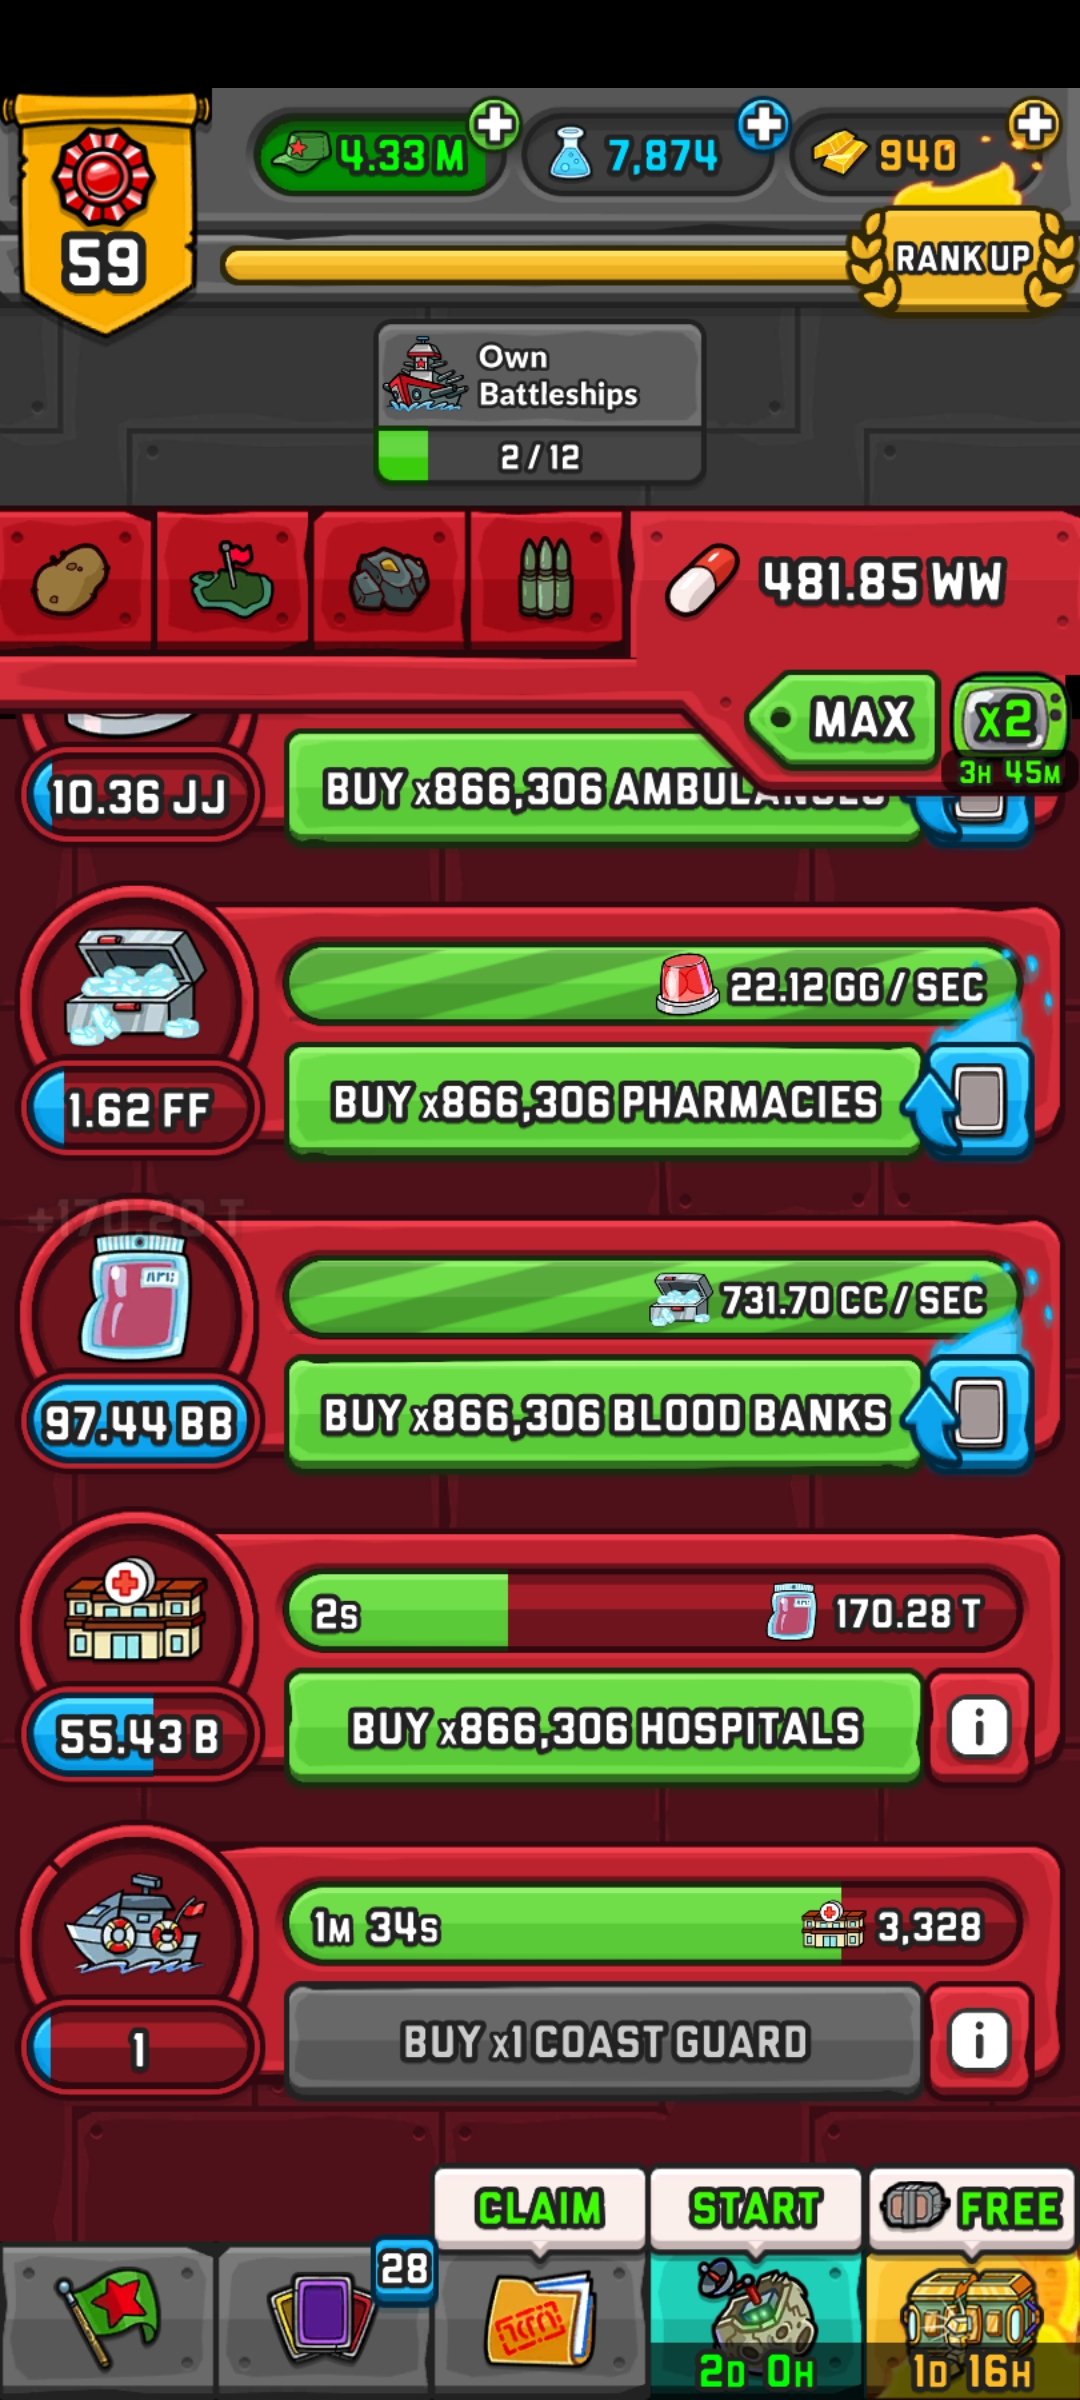 4.33 M
7,874
940
59
RANK UP
Own
Battleships
2 / 12
481.85 WW
MAX
x2
3H 45M
10.36 JJ
BUY x866,306 AMBULANCES
22.12 GG / SEC
1.62 FF
BUY x866,306 PHARMACIES
+170.28 T
731.70 CC / SEC
97.44 BB
BUY x866,306 BLOOD BANKS
2S
170.28 T
55.43 B
BUY x866,306 HOSPITALS
1M 34S
3,328
1
BUY x1 COAST GUARD
CLAIM
START
FREE
28
2D 0H
1D 16H